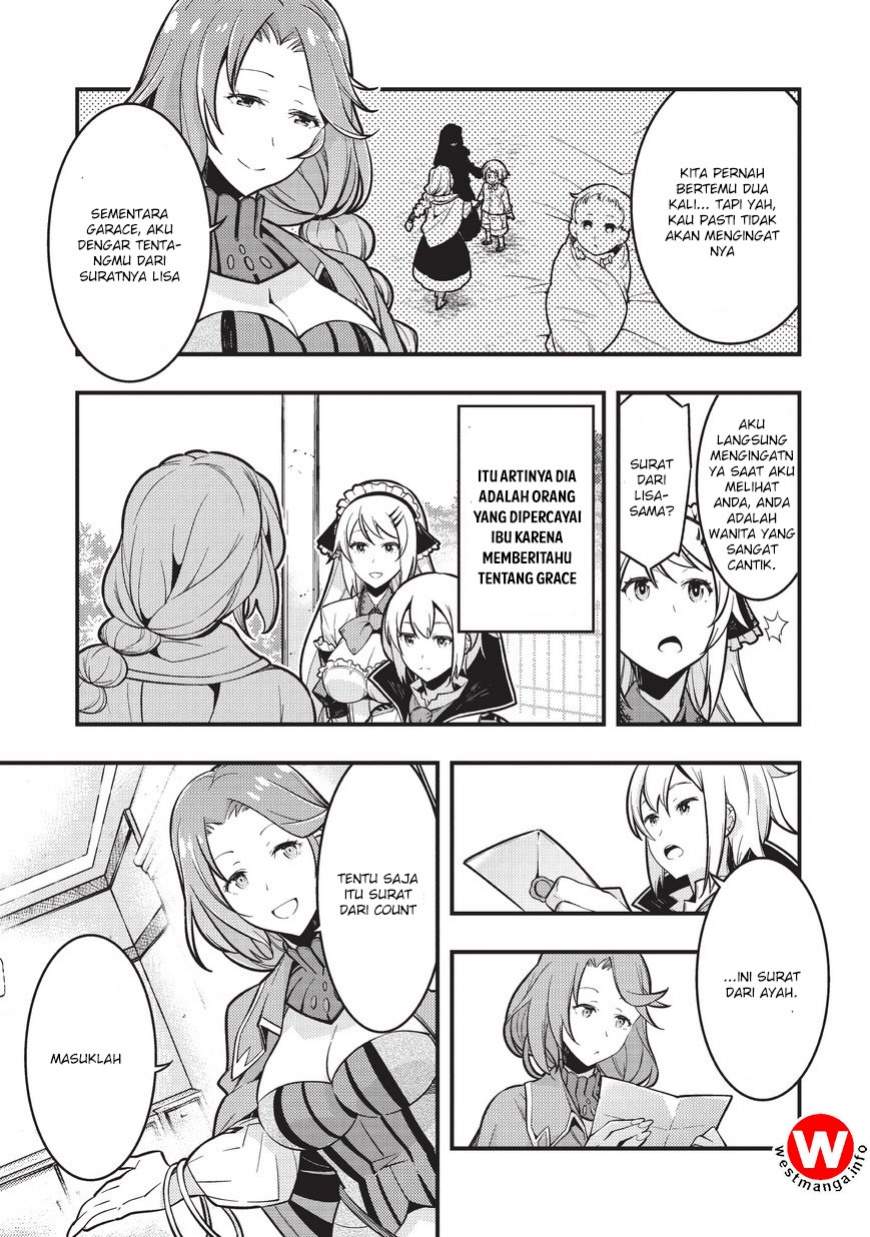 KITA PERNAH
BERTEMU DUA
KALI... TAPI YAH,
KAU PASTI TIDAK
AKAN MENGINGAT
NYA
SEMENTARA
GARACE, AKU
DENGAR TENTA-
NGMU DARI
SURATNYA LISA
AKU
LANGSUNG
MENGINGATN
YA SAAT AKU
MELIHAT
ANDA, ANDA
ADALAH
WANITA YANG
SANGAT
CANTIK.
SURAT
DARI
LISA-
SAMA?
ITU ARTINYA DIA
ADALAH ORANG
YANG DIPERCAYAI
IBU KARENA
MEMBERITAHU
TENTANG GRACE
...INI SURAT
DARI AYAH.
TENTU SAJA
ITU SURAT
DARI COUNT
MASUKLAH
W
westmanga.info